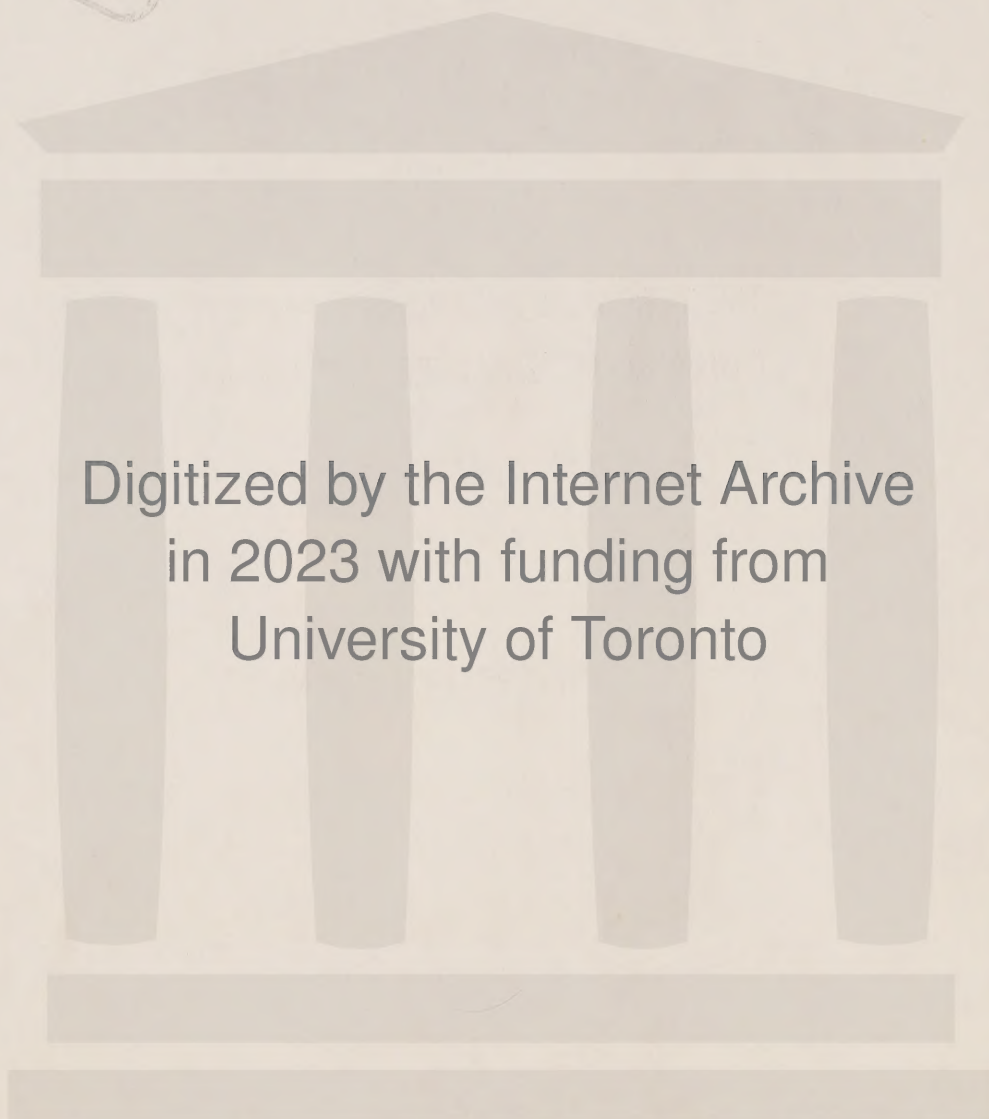 Digitized by the Internet Archive
in 2023 with funding from
University of Toronto